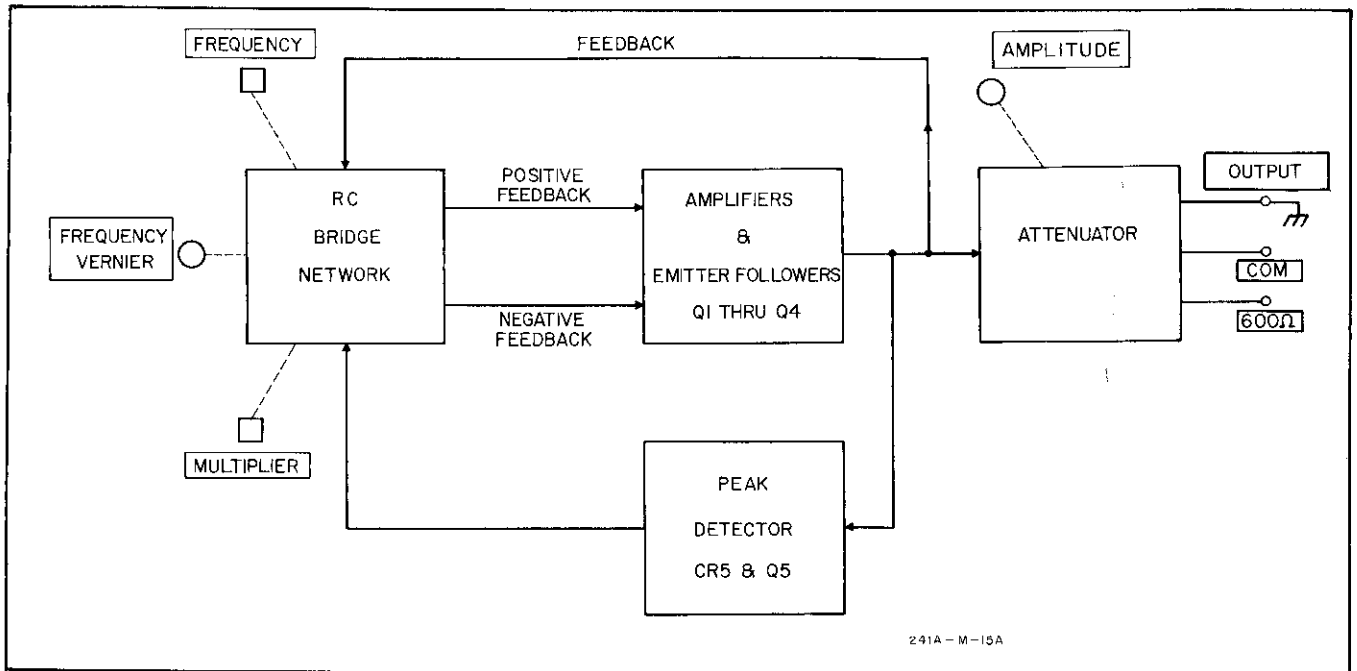 FREQUENCY
FEEDBACK
AMPLITUDE
FREQUENCY
VERNIER
RC
BRIDGE
NETWORK
POSITIVE
FEEDBACK
NEGATIVE
FEEDBACK
AMPLIFIERS
&
EMITTER FOLLOWERS
Q1 THRU Q4
ATTENUATOR
OUTPUT
COM
600Ω
MULTIPLIER
PEAK
DETECTOR
CR5 & Q5
241A-M-15A